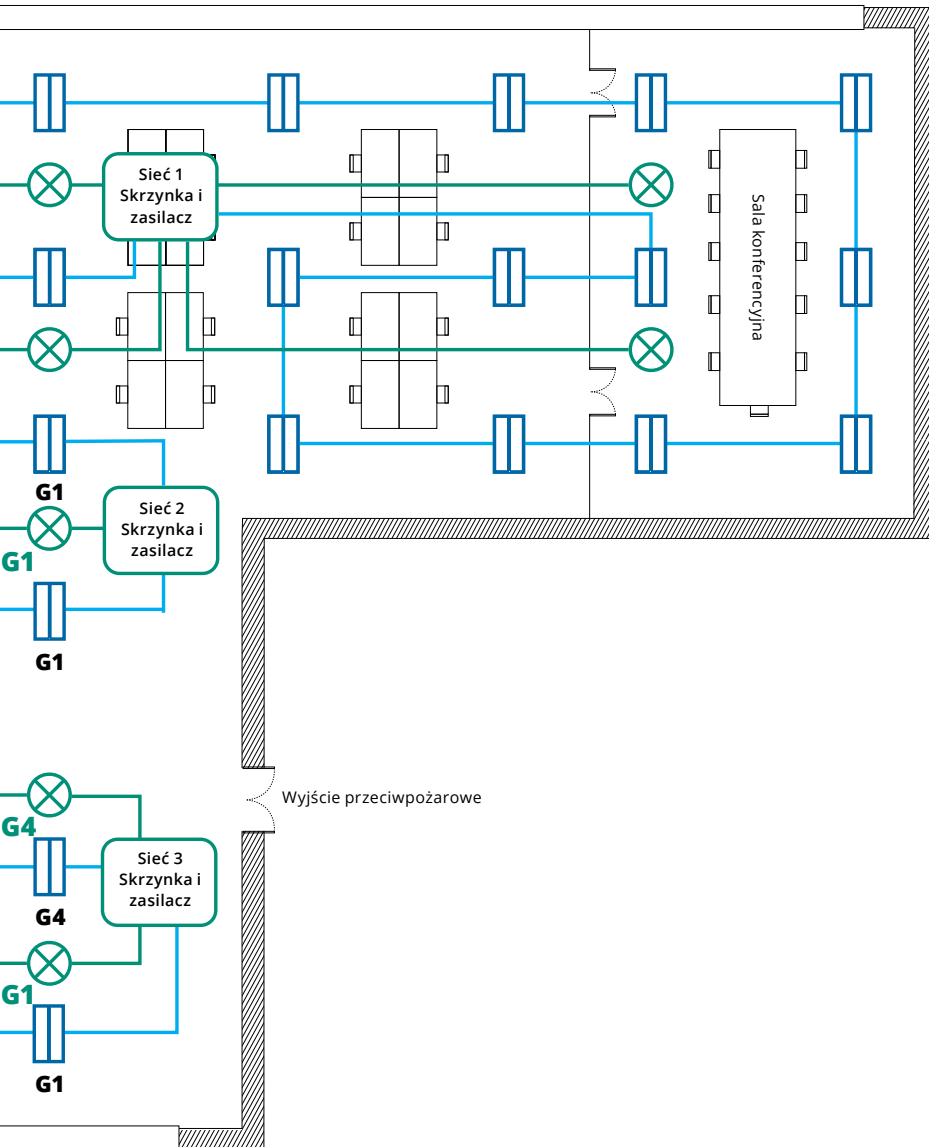 Sieć 1
Skrzynka i
zasilacz
Sala konferencyjna
G1
Sieć 2
Skrzynka i
zasilacz
G1
G1
Wyjście przeciwpożarowe
G4
Sieć 3
Skrzynka i
zasilacz
G4
G1
G1